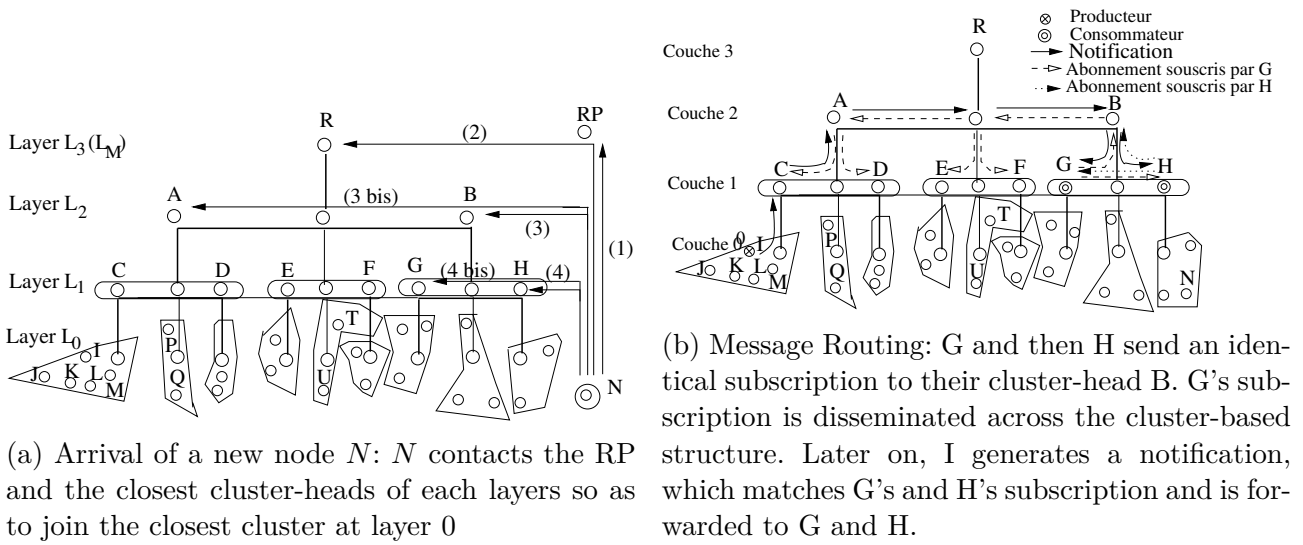 RP
R
(2)
Layer L3 (LM)
A
B
(3 bis)
Layer L2
(3)
(1)
C
D
E
F
G
H
(4 bis)
(4)
Layer L1
Layer L0
I
J
K
L
M
P
Q
T
U
N
(a) Arrival of a new node N: N contacts the RP
and the closest cluster-heads of each layers so as
to join the closest cluster at layer 0
Producteur
Consommateur
Notification
Abonnement souscris par G
Abonnement souscris par H
R
Couche 3
A
B
Couche 2
C
D
E
F
G
H
Couche 1
Couche 0
0
I
J
K
L
M
P
Q
T
U
N
(b) Message Routing: G and then H send an iden-
tical subscription to their cluster-head B. G's sub-
scription is disseminated across the cluster-based
structure. Later on, I generates a notification,
which matches G's and H's subscription and is for-
warded to G and H.